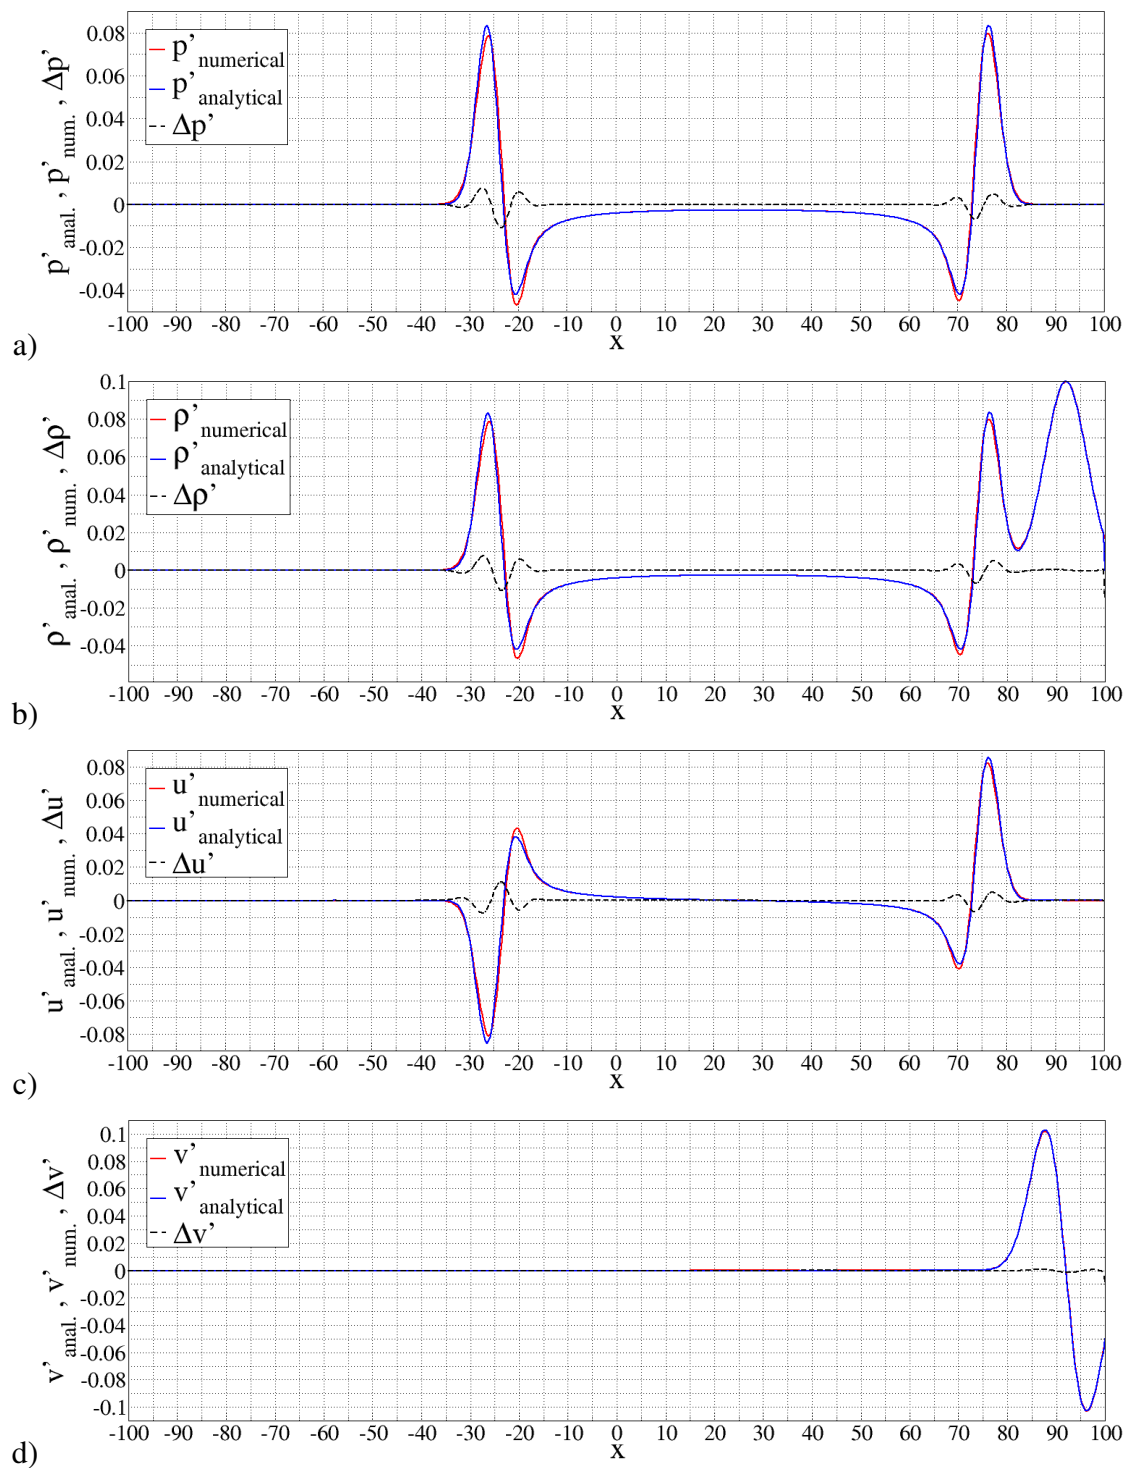 p'anal. , p'num. , Δp'
0.08
0.06
0.04
0.02
0
-0.02
-0.04
p'numerical
p'analytical
Δp'
-100 -90 -80 -70 -60 -50 -40 -30 -20 -10 0 10 20 30 40 50 60 70 80 90 100
x
a)
ρ'anal. , ρ'num. , Δρ'
0.1
0.08
0.06
0.04
0.02
0
-0.02
-0.04
ρ'numerical
ρ'analytical
Δρ'
-100 -90 -80 -70 -60 -50 -40 -30 -20 -10 0 10 20 30 40 50 60 70 80 90 100
x
b)
u'anal. , u'num. , Δu'
0.08
0.06
0.04
0.02
0
-0.02
-0.04
-0.06
-0.08
u'numerical
u'analytical
Δu'
-100 -90 -80 -70 -60 -50 -40 -30 -20 -10 0 10 20 30 40 50 60 70 80 90 100
x
c)
v'anal. , v'num. , Δv'
0.1
0.08
0.06
0.04
0.02
0
-0.02
-0.04
-0.06
-0.08
-0.1
v'numerical
v'analytical
Δv'
-100 -90 -80 -70 -60 -50 -40 -30 -20 -10 0 10 20 30 40 50 60 70 80 90 100
x
d)